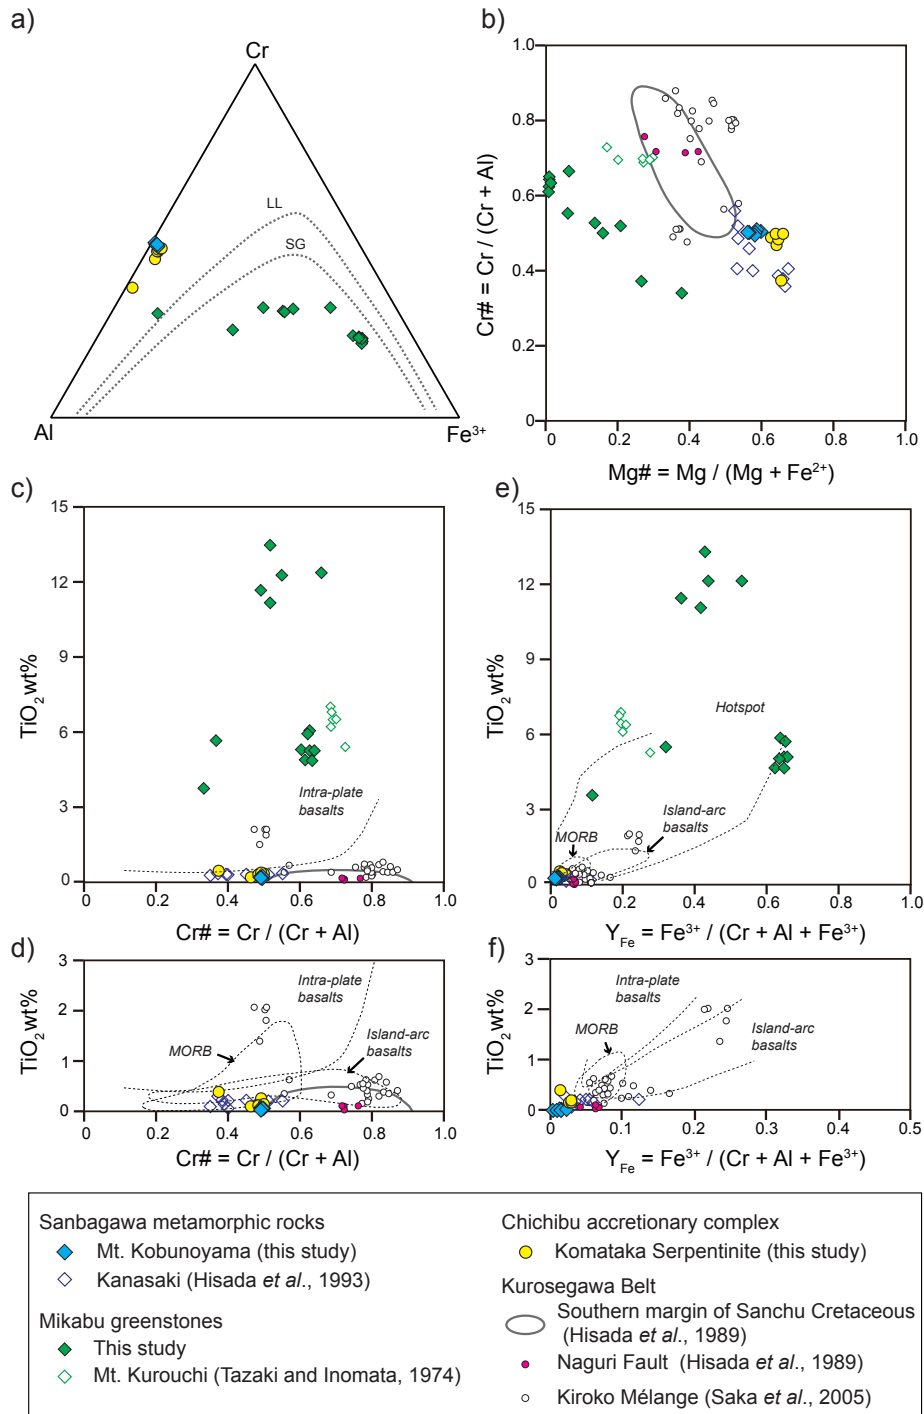 a)
Cr
LL
SG
Al
Fe³⁺
b)
1.0
0.8
0.6
0.4
0.2
0
0
0.2
0.4
0.6
0.8
1.0
Cr# = Cr / (Cr + Al)
Mg# = Mg / (Mg + Fe²⁺)
c)
15
12
9
6
3
0
TiO₂ wt%
Intra-plate
basalts
0
0.2
0.4
0.6
0.8
1.0
Cr# = Cr / (Cr + Al)
e)
15
12
9
6
3
0
TiO₂ wt%
Hotspot
Island-arc
basalts
MORB
0
0.2
0.4
0.6
0.8
1.0
Y_Fe = Fe³⁺ / (Cr + Al + Fe³⁺)
d)
3
2
1
0
TiO₂ wt%
Intra-plate
basalts
MORB
Island-arc
basalts
0
0.2
0.4
0.6
0.8
1.0
Cr# = Cr / (Cr + Al)
f)
3
2
1
0
TiO₂ wt%
Intra-plate
basalts
MORB
Island-arc
basalts
0
0.1
0.2
0.3
0.4
0.5
Y_Fe = Fe³⁺ / (Cr + Al + Fe³⁺)
Sanbagawa metamorphic rocks
Mt. Kobunoyama (this study)
Kanasaki (Hisada et al., 1993)
Mikabu greenstones
This study
Mt. Kurouchi (Tazaki and Inomata, 1974)
Chichibu accretionary complex
Komataka Serpentinite (this study)
Kurosegawa Belt
Southern margin of Sanchu Cretaceous
(Hisada et al., 1989)
Naguri Fault (Hisada et al., 1989)
Kiroko Mélange (Saka et al., 2005)